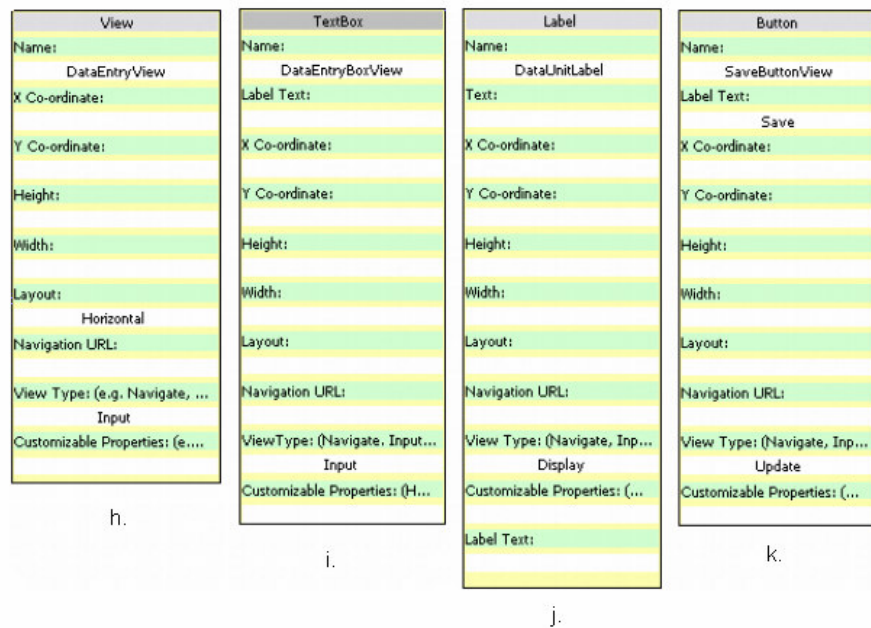 View
Name:
DataEntryView
X Co-ordinate:
Y Co-ordinate:
Height:
Width:
Layout:
Horizontal
Navigation URL:
View Type: (e.g. Navigate, ...
Input
Customizable Properties: (e....
h.
TextBox
Name:
DataEntryBoxView
Label Text:
X Co-ordinate:
Y Co-ordinate:
Height:
Width:
Layout:
Navigation URL:
ViewType: (Navigate. Input...
Input
Customizable Properties: (H...
i.
Label
Name:
DataUnitLabel
Text:
X Co-ordinate:
Y Co-ordinate:
Height:
Width:
Layout:
Navigation URL:
View Type: (Navigate, Inp...
Display
Customizable Properties: (...
Label Text:
j.
Button
Name:
SaveButtonView
Label Text:
Save
X Co-ordinate:
Y Co-ordinate:
Height:
Width:
Layout:
Navigation URL:
View Type: (Navigate, Inp...
Update
Customizable Properties: (...
k.